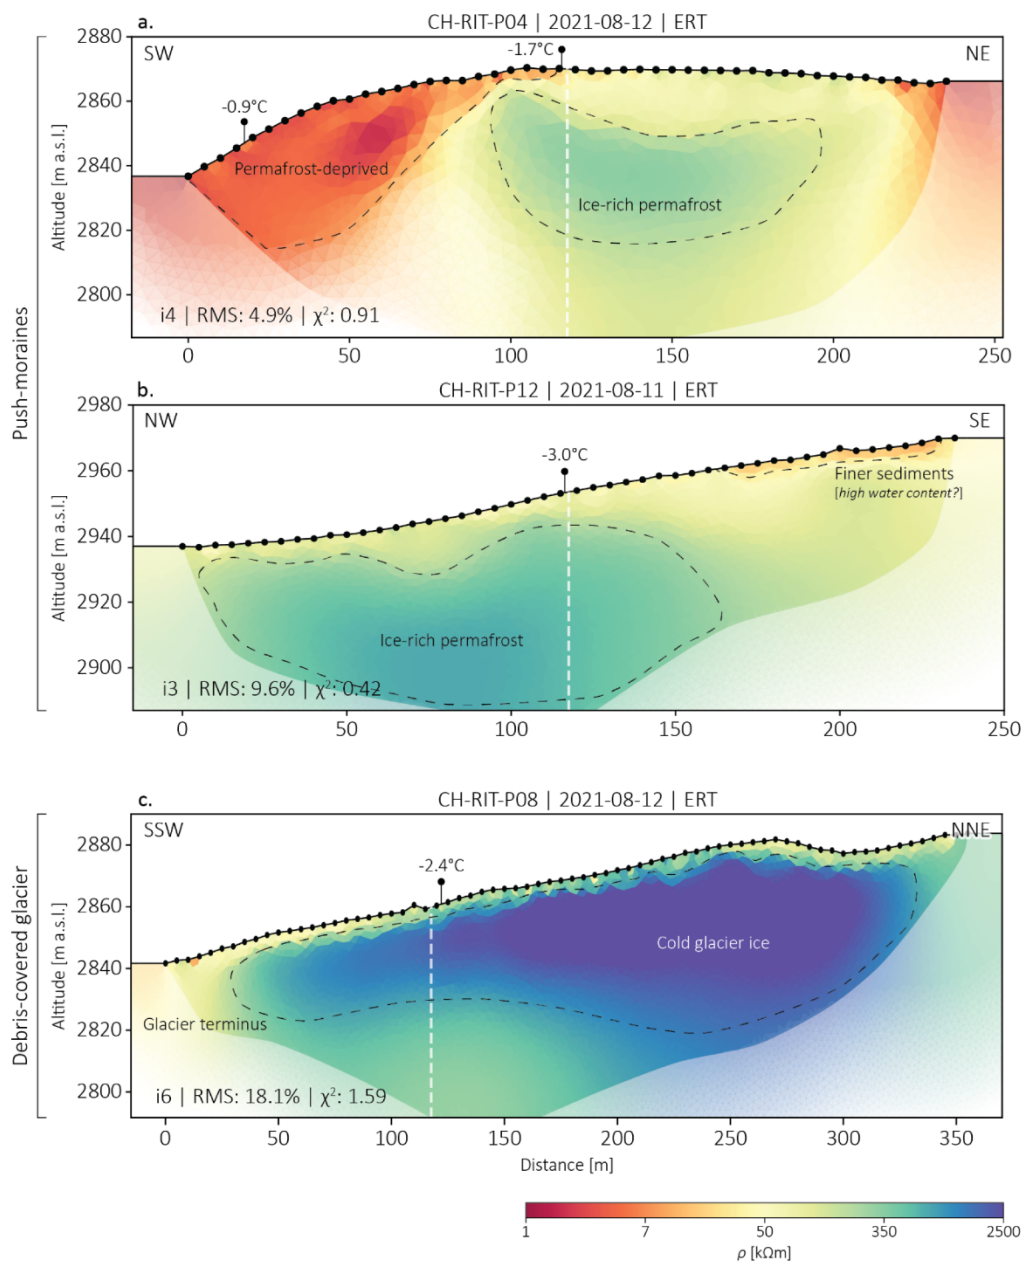 a.
CH-RIT-P04 | 2021-08-12 | ERT
SW
NE
-1.7°C
-0.9°C
Permafrost-deprived
Ice-rich permafrost
i4 | RMS: 4.9% | χ²: 0.91
Altitude [m a.s.l.]
2880
2860
2840
2820
2800
0 50 100 150 200 250
Push-moraines
b.
CH-RIT-P12 | 2021-08-11 | ERT
NW
SE
-3.0°C
Finer sediments
[high water content?]
Ice-rich permafrost
i3 | RMS: 9.6% | χ²: 0.42
Altitude [m a.s.l.]
2980
2960
2940
2920
2900
0 50 100 150 200 250
c.
CH-RIT-P08 | 2021-08-12 | ERT
SSW
NNE
-2.4°C
Cold glacier ice
Glacier terminus
i6 | RMS: 18.1% | χ²: 1.59
Altitude [m a.s.l.]
2880
2860
2840
2820
2800
0 50 100 150 200 250 300 350
Distance [m]
Debris-covered glacier
1 7 50 350 2500
ρ [kΩm]